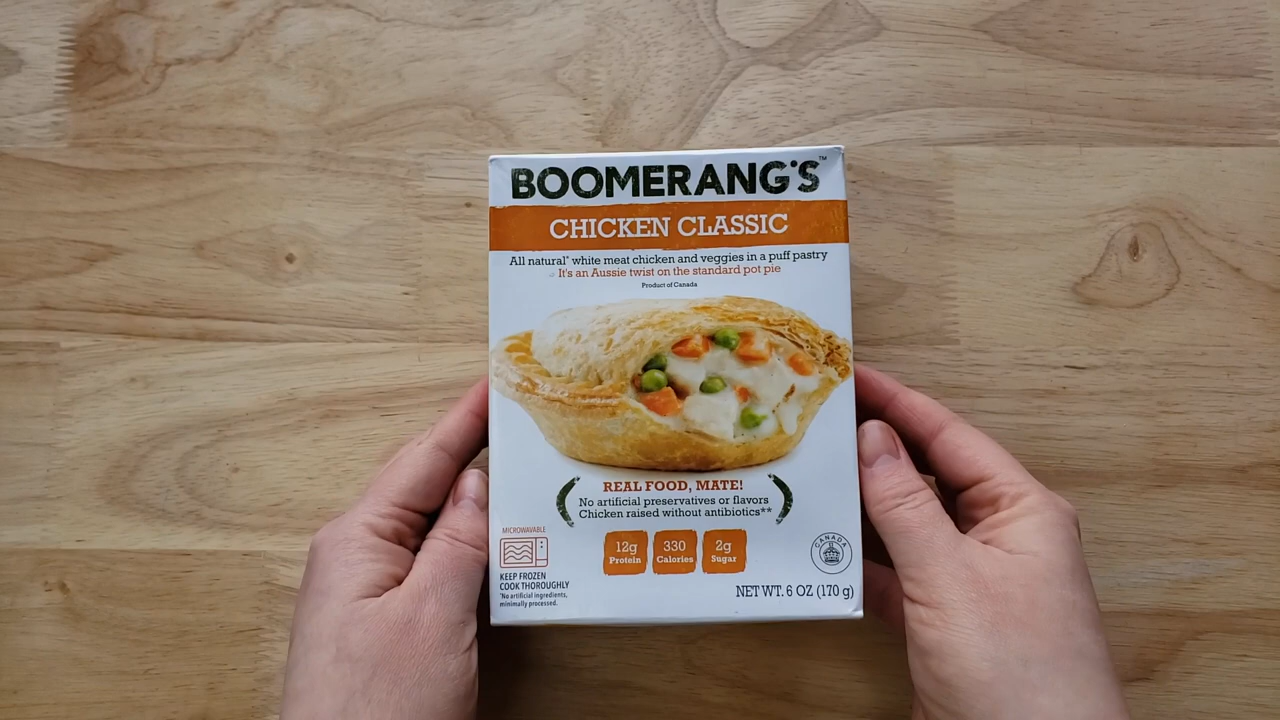 BOOMERANG'S™
CHICKEN CLASSIC
All natural* white meat chicken and veggies in a puff pastry
It's an Aussie twist on the standard pot pie
Product of Canada
REAL FOOD, MATE!
No artificial preservatives or flavors
Chicken raised without antibiotics**
MICROWAVABLE
12g
Protein
330
Calories
2g
Sugar
CANADA
KEEP FROZEN
COOK THOROUGHLY
*No artificial ingredients,
minimally processed.
NET WT. 6 OZ (170 g)